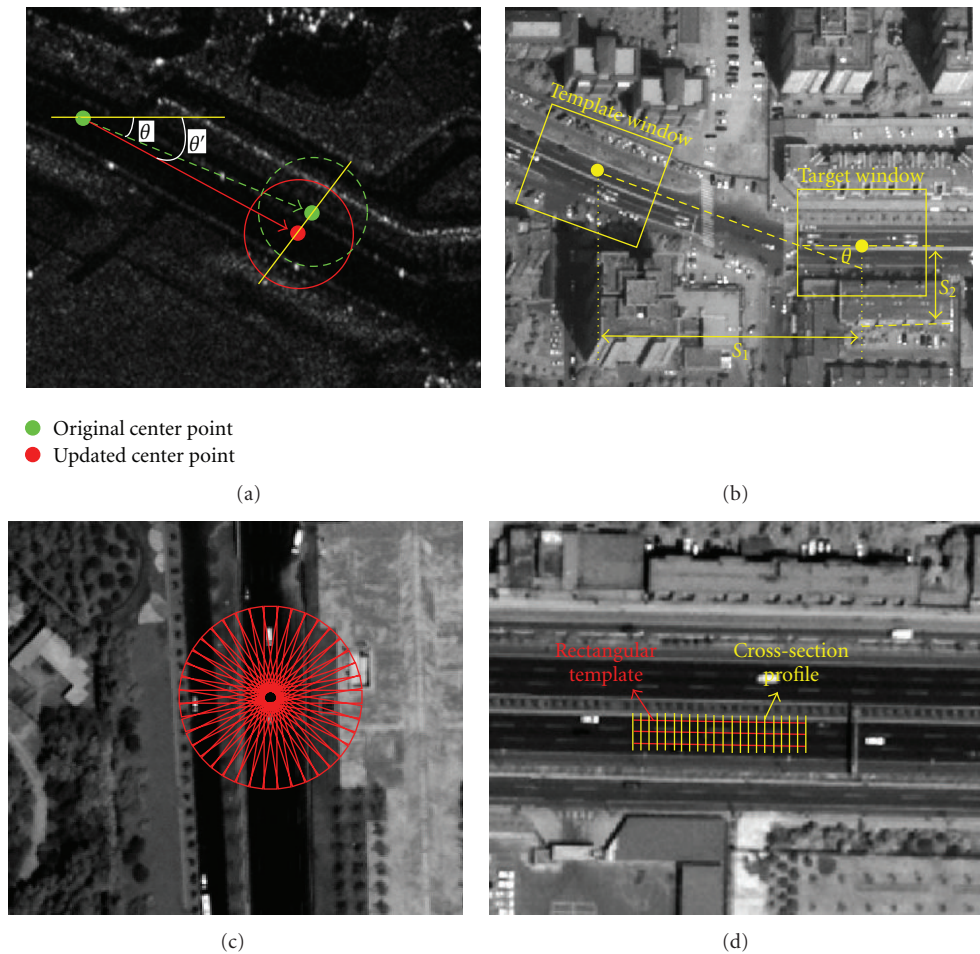 θ
θ′
Original center point
Updated center point
(a)
Template window
Target window
θ
S2
S1
(b)
(c)
Rectangular
template
Cross-section
profile
(d)